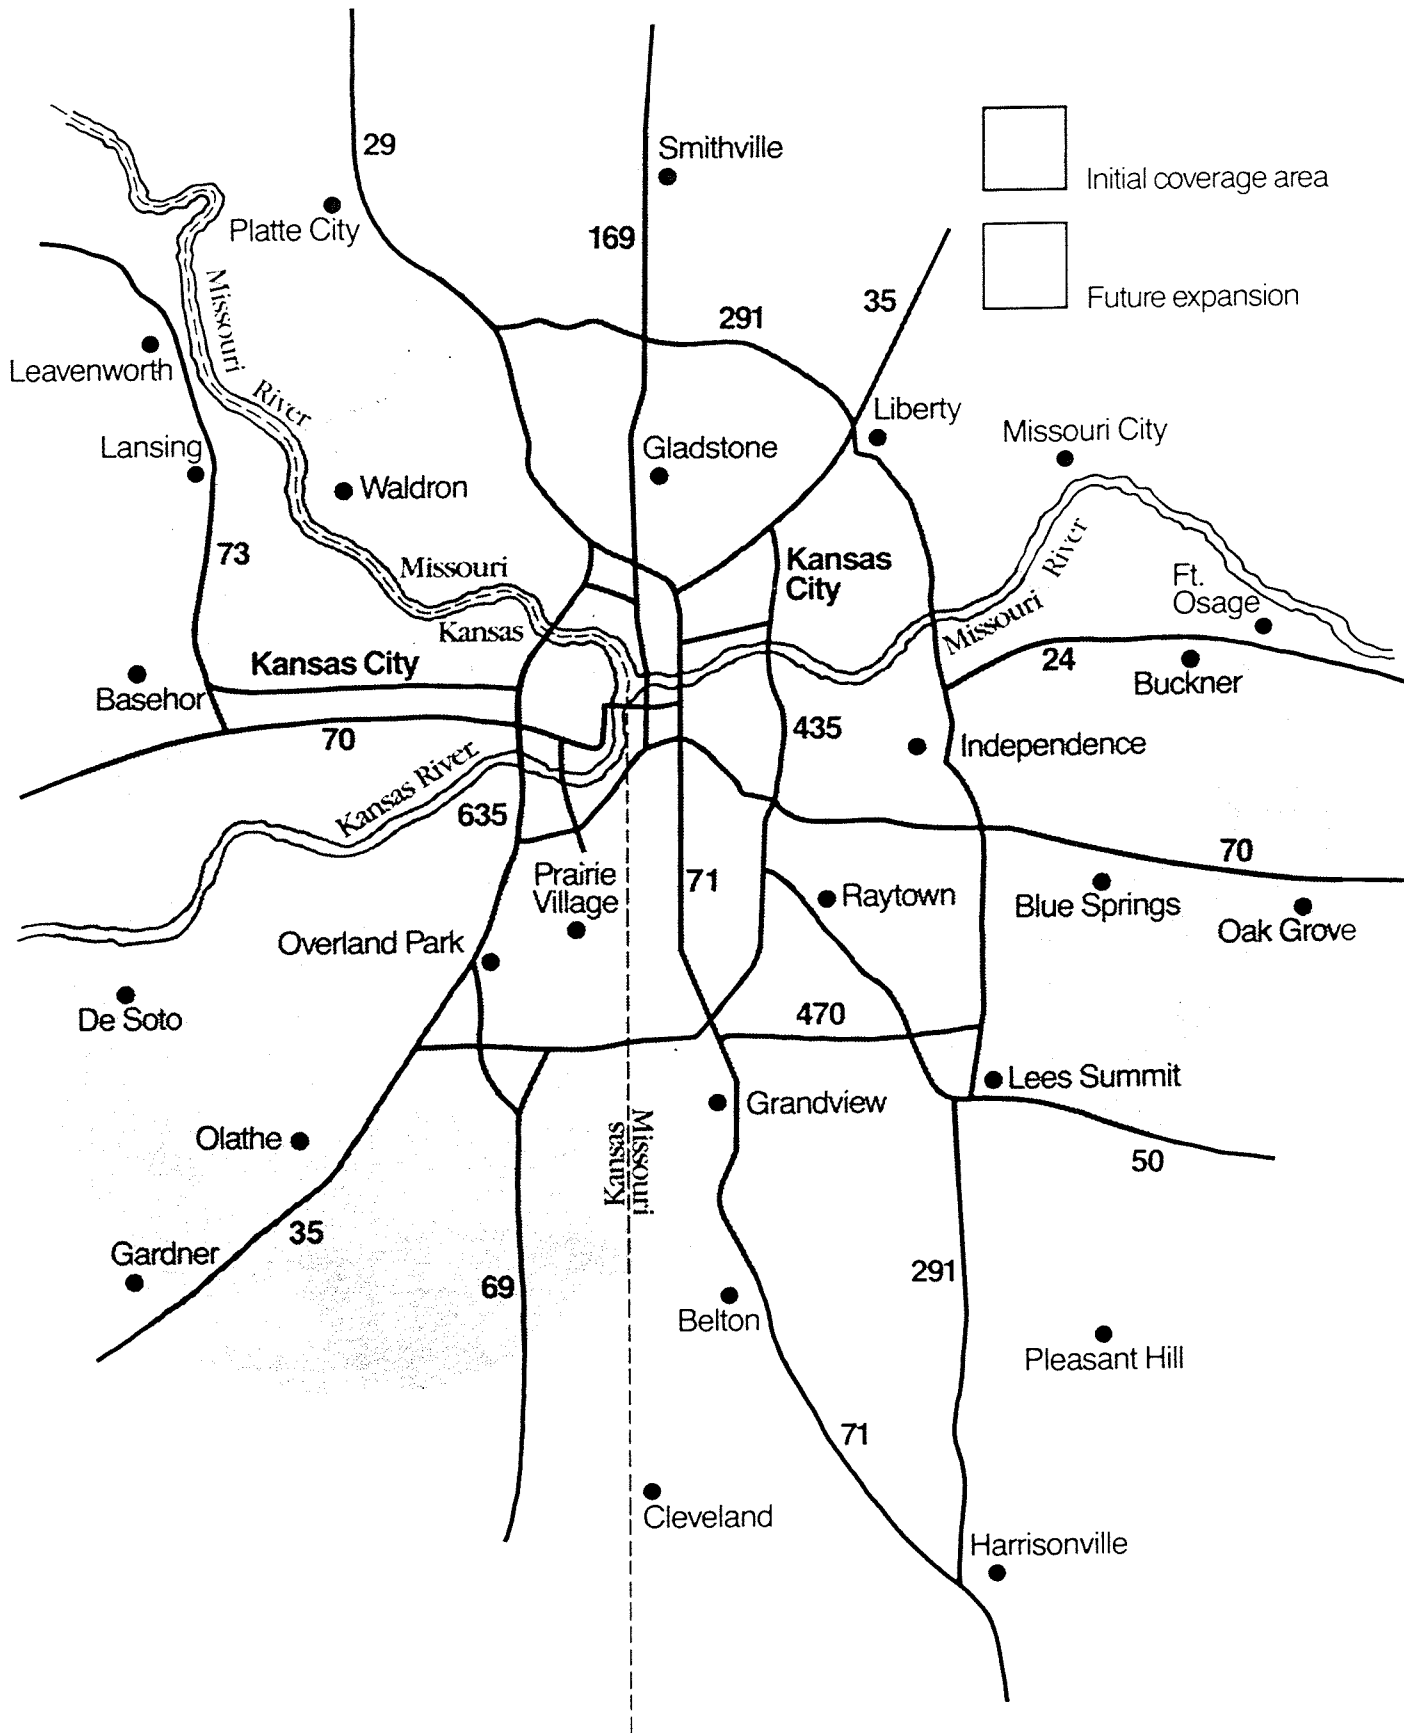 29
Smithville
Initial coverage area
Platte City
169
Future expansion
Missouri
River
35
291
Leavenworth
Liberty
Missouri City
Lansing
Gladstone
Waldron
73
Missouri
Kansas
Kansas
City
River
Missouri
Ft.
Osage
Kansas City
24
Basehor
Buckner
70
435
Independence
Kansas River
635
70
Prairie
Village
71
Raytown
Blue Springs
Oak Grove
Overland Park
De Soto
470
Lees Summit
Grandview
Missouri
Kansas
Olathe
50
35
Gardner
69
291
Belton
Pleasant Hill
71
Cleveland
Harrisonville